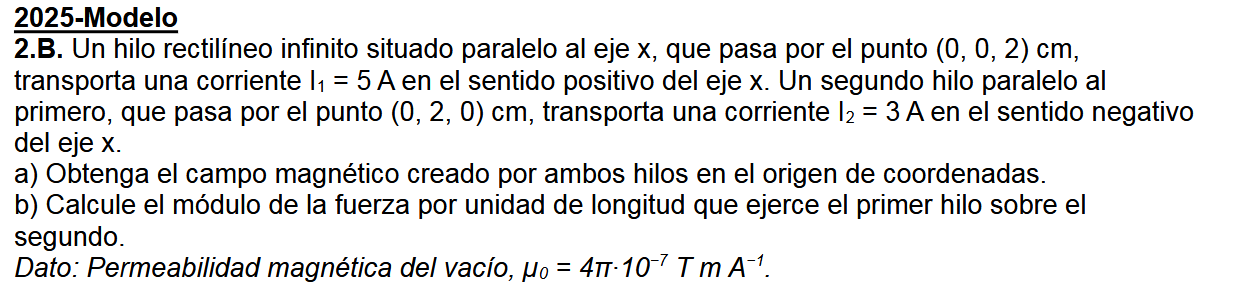 2025-Modelo
2.B. Un hilo rectilíneo infinito situado paralelo al eje x, que pasa por el punto (0, 0, 2) cm,
transporta una corriente I₁ = 5 A en el sentido positivo del eje x. Un segundo hilo paralelo al
primero, que pasa por el punto (0, 2, 0) cm, transporta una corriente I₂ = 3 A en el sentido negativo
del eje x.
a) Obtenga el campo magnético creado por ambos hilos en el origen de coordenadas.
b) Calcule el módulo de la fuerza por unidad de longitud que ejerce el primer hilo sobre el
segundo.
Dato: Permeabilidad magnética del vacío, μ₀ = 4π·10⁻⁷ T m A⁻¹.